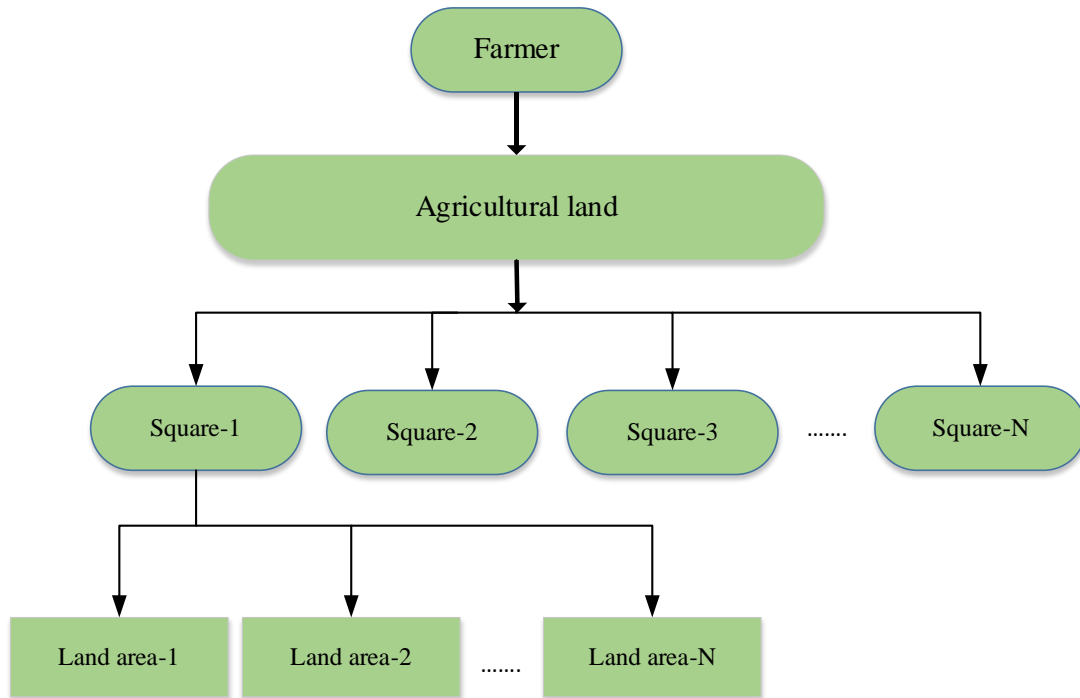 Farmer
Agricultural land
Square-1
Square-2
Square-3
.......
Square-N
Land area-1
Land area-2
.......
Land area-N